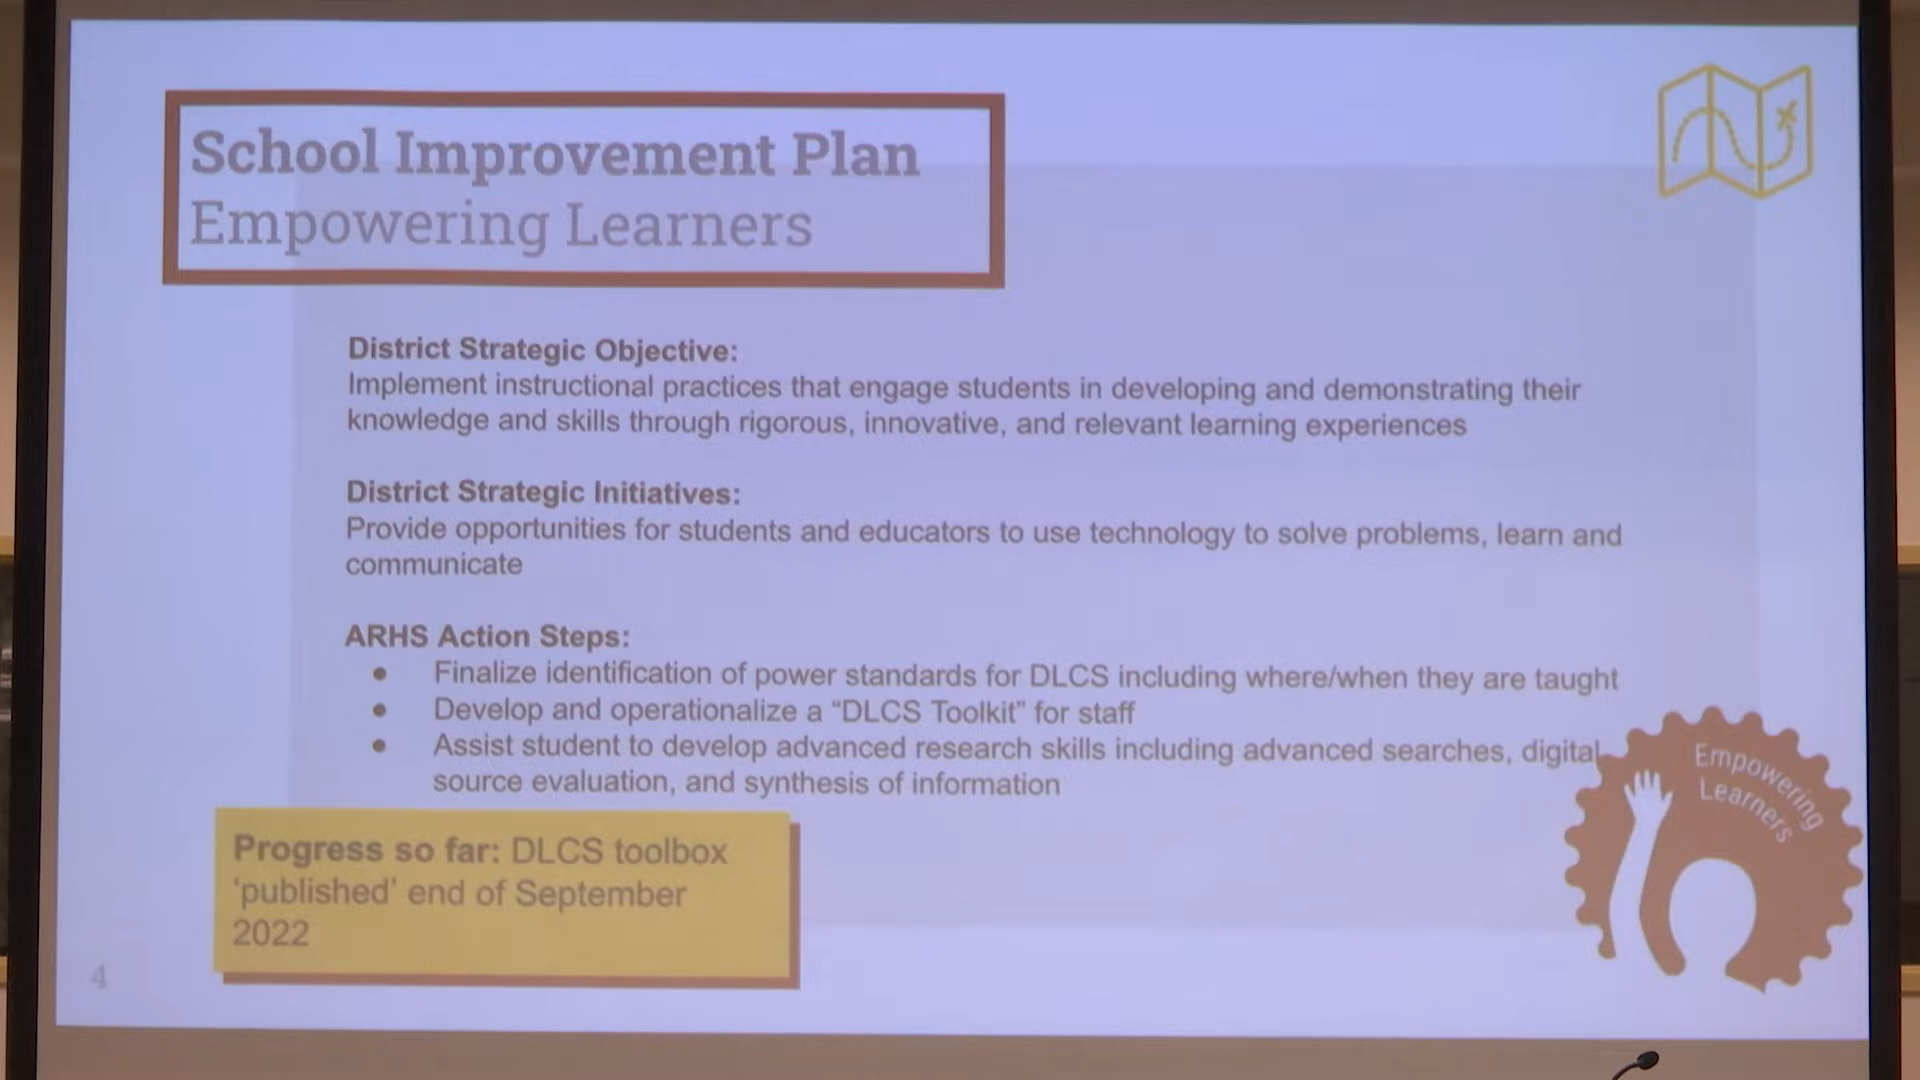 School Improvement Plan
Empowering Learners
District Strategic Objective:
Implement instructional practices that engage students in developing and demonstrating their
knowledge and skills through rigorous, innovative, and relevant learning experiences
District Strategic Initiatives:
Provide opportunities for students and educators to use technology to solve problems, learn and
communicate
ARHS Action Steps:
● Finalize identification of power standards for DLCS including where/when they are taught
● Develop and operationalize a “DLCS Toolkit” for staff
● Assist student to develop advanced research skills including advanced searches, digital
source evaluation, and synthesis of information
Empowering
Learners
Progress so far: DLCS toolbox
‘published’ end of September
2022
4